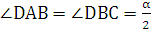 ∠DAB = ∠DBC = α/2